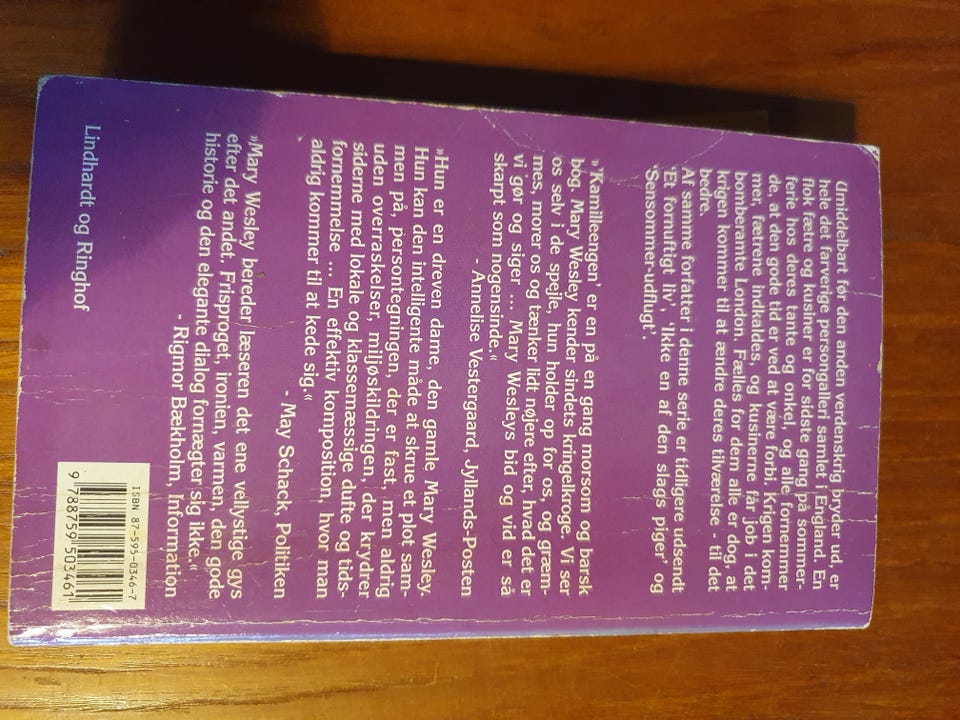 Umiddelbart før den anden verdenskrig bryder ud, er
hele det farverige persongalleri samlet i England. En
flok fætre og kusiner er for sidste gang på sommer-
ferie hos deres tante og onkel, og alle fornemmer
de, at den gode tid er ved at være forbi. Krigen kom-
mer, fætrene indkaldes, og kusinerne får job i det
bomberamte London. Fælles for dem alle er dog, at
krigen kommer til at ændre deres tilværelse - til det
bedre.
Af samme forfatter i denne serie er tidligere udsendt
'Et fornuftigt liv', 'Ikke en af den slags piger' og
'Sensommer-udflugt'.
»'Kamilleengen' er en på en gang morsom og barsk
bog. Mary Wesley kender sindets kringelkroge. Vi ser
os selv i de spejle, hun holder op for os, og græm-
mes, morer os og tænker lidt nøjere efter, hvad det er
vi gør og siger ... Mary Wesleys bid og vid er så
skarpt som nogensinde.«
- Annelise Vestergaard, Jyllands-Posten
»Hun er en dreven dame, den gamle Mary Wesley.
Hun kan den intelligente måde at skrue et plot sam-
men på, persontegningen, der er fast, men aldrig
uden overraskelser, miljøskildringen, der krydrer
siderne med lokale og klassemæssige dufte og tids-
fornemmelse ... En effektiv komposition, hvor man
aldrig kommer til at kede sig.«
- May Schack, Politiken
»Mary Wesley bereder læseren det ene vellystige gys
efter det andet. Frisproget, ironien, varmen, den gode
historie og den elegante dialog fornægter sig ikke.«
- Rigmor Bækholm, Information
Lindhardt og Ringhof
ISBN 87-595-0346-7
9 788759 503461